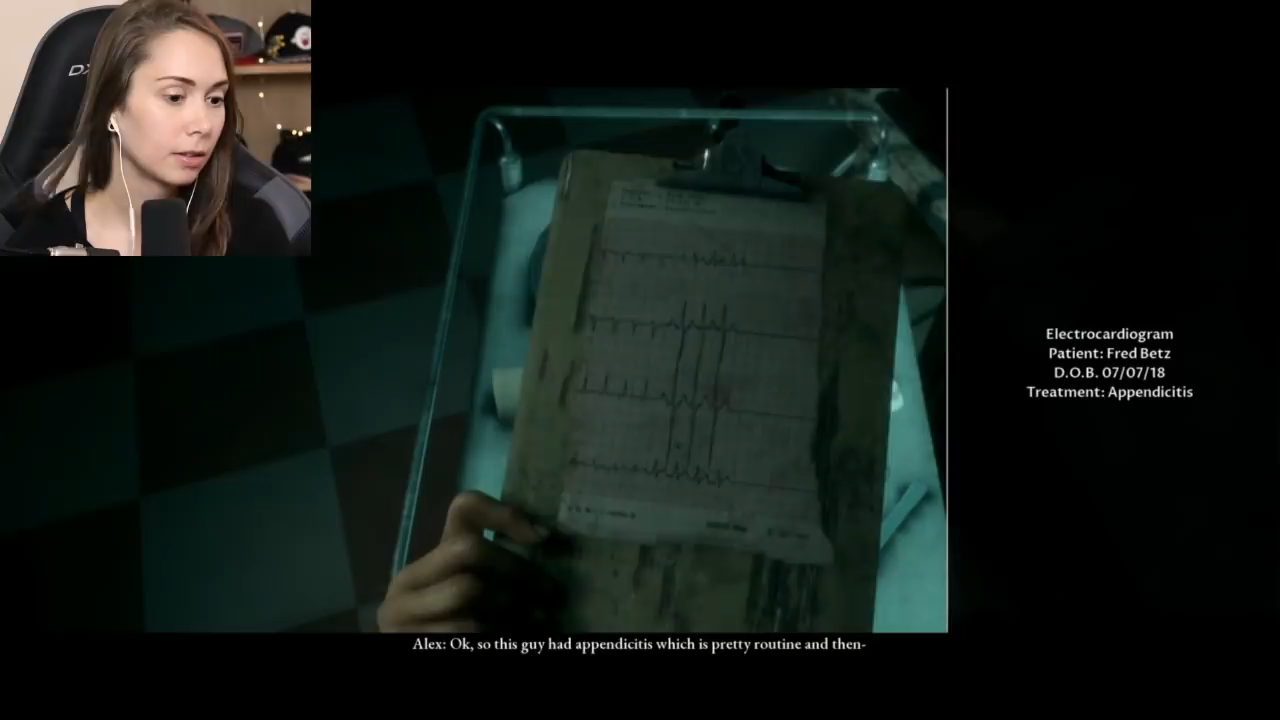 DX
Electrocardiogram
Patient: Fred Betz
D.O.B. 07/07/18
Treatment: Appendicitis
Alex: Ok, so this guy had appendicitis which is pretty routine and then-